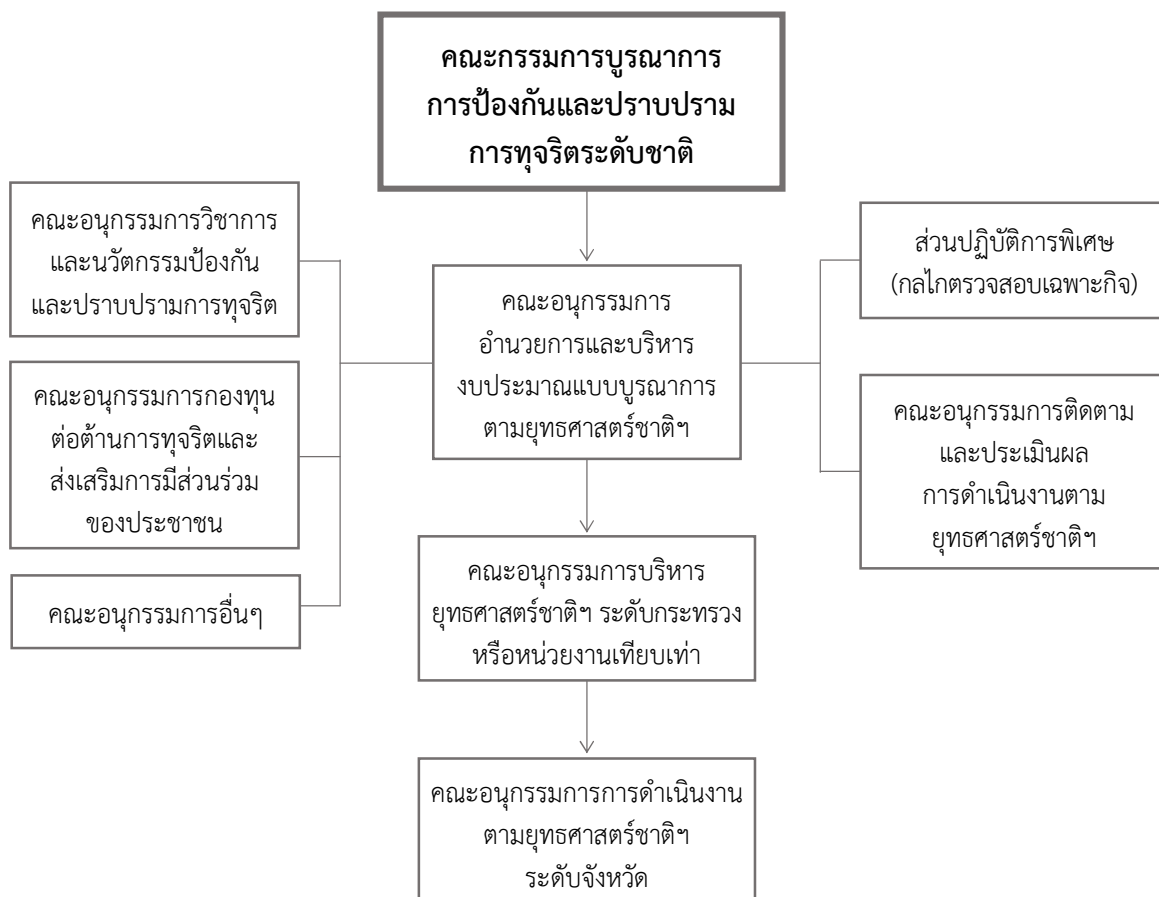 คณะกรรมการบูรณาการ
การป้องกันและปราบปราม
การทุจริตระดับชาติ
คณะอนุกรรมการวิชาการ
และนวัตกรรมป้องกัน
และปราบปรามการทุจริต
คณะอนุกรรมการกองทุน
ต่อต้านการทุจริตและ
ส่งเสริมการมีส่วนร่วม
ของประชาชน
คณะอนุกรรมการอื่นๆ
คณะอนุกรรมการ
อำนวยการและบริหาร
งบประมาณแบบบูรณาการ
ตามยุทธศาสตร์ชาติฯ
ส่วนปฏิบัติการพิเศษ
(กลไกตรวจสอบเฉพาะกิจ)
คณะอนุกรรมการติดตาม
และประเมินผล
การดำเนินงานตาม
ยุทธศาสตร์ชาติฯ
คณะอนุกรรมการบริหาร
ยุทธศาสตร์ชาติฯ ระดับกระทรวง
หรือหน่วยงานเทียบเท่า
คณะอนุกรรมการการดำเนินงาน
ตามยุทธศาสตร์ชาติฯ
ระดับจังหวัด